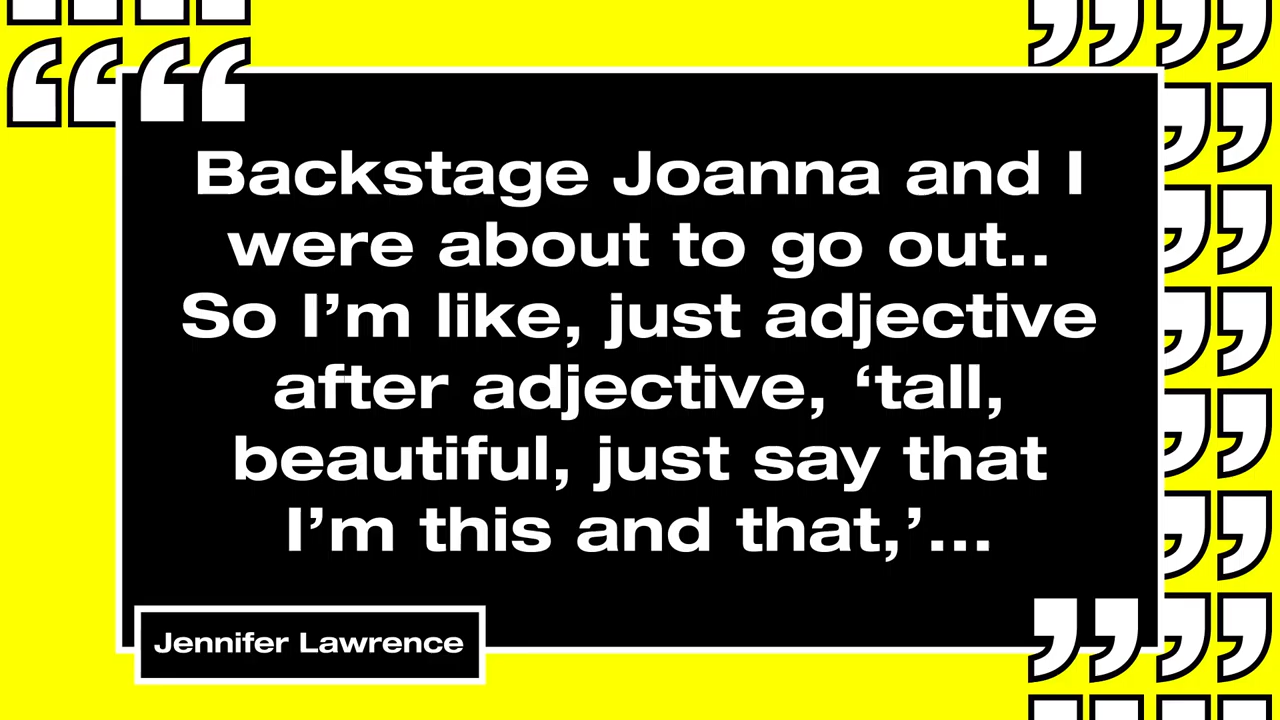 Backstage Joanna and I
were about to go out..
So I’m like, just adjective
after adjective, ‘tall,
beautiful, just say that
I’m this and that,’...
Jennifer Lawrence